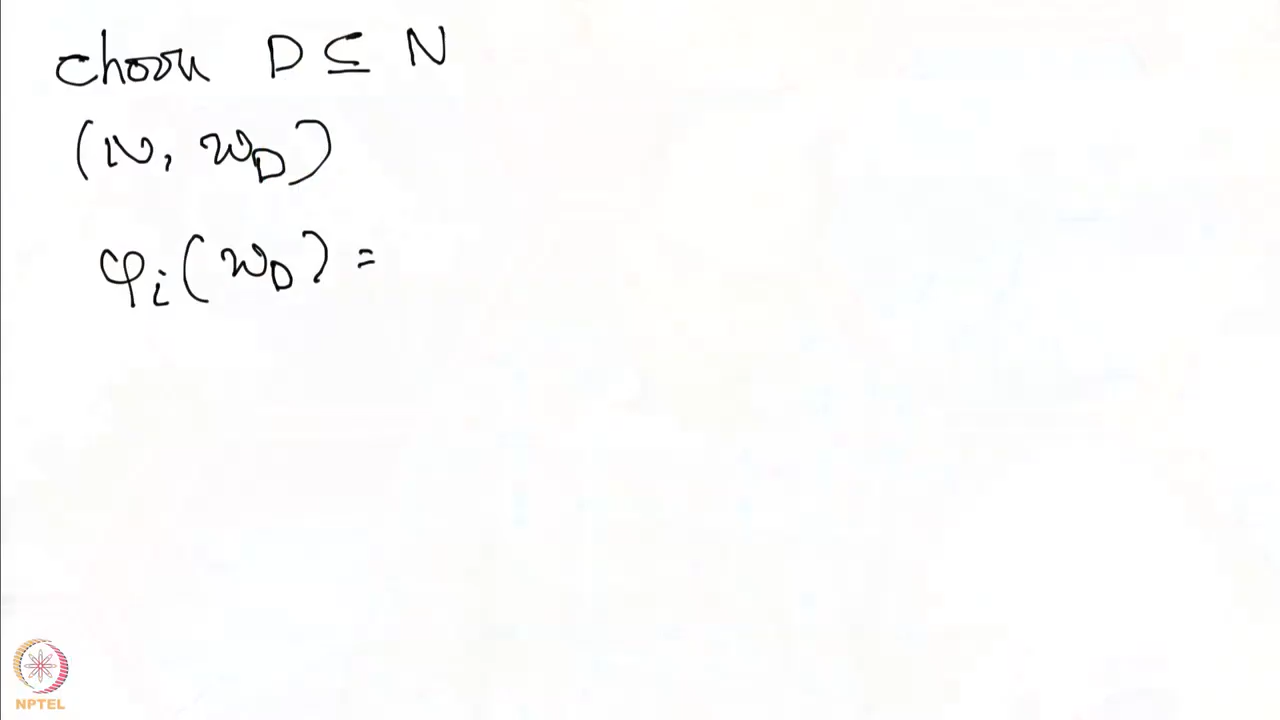 choose D ⊆ N
(N, w_D)
φ_i(w_D) =
NPTEL